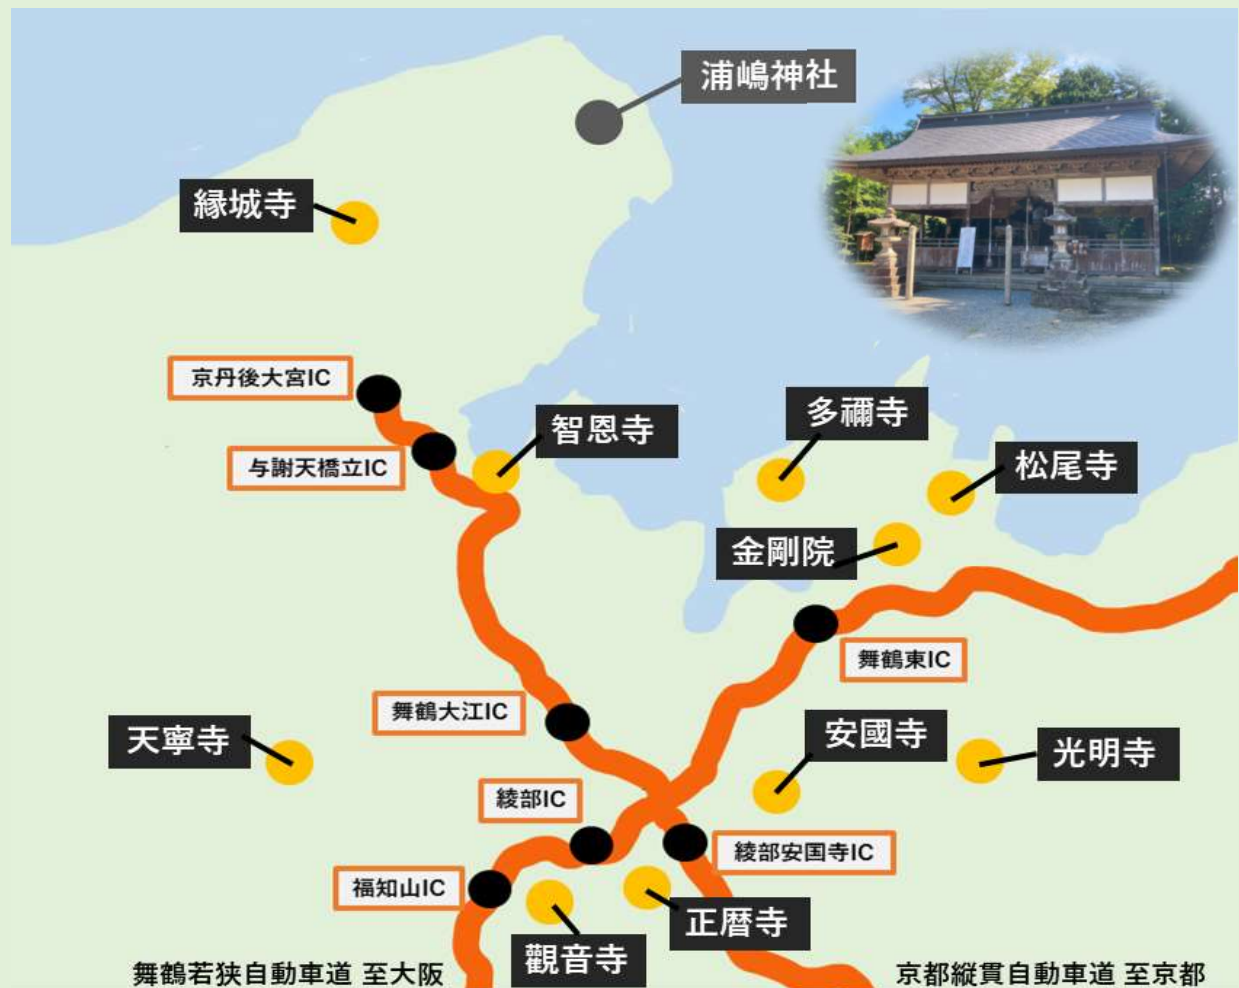 浦嶋神社
縁城寺
京丹後大宮IC
智恩寺
多禰寺
与謝天橋立IC
松尾寺
金剛院
舞鶴東IC
舞鶴大江IC
天寧寺
安國寺
光明寺
綾部IC
綾部安国寺IC
福知山IC
正暦寺
觀音寺
舞鶴若狭自動車道 至大阪
京都縦貫自動車道 至京都